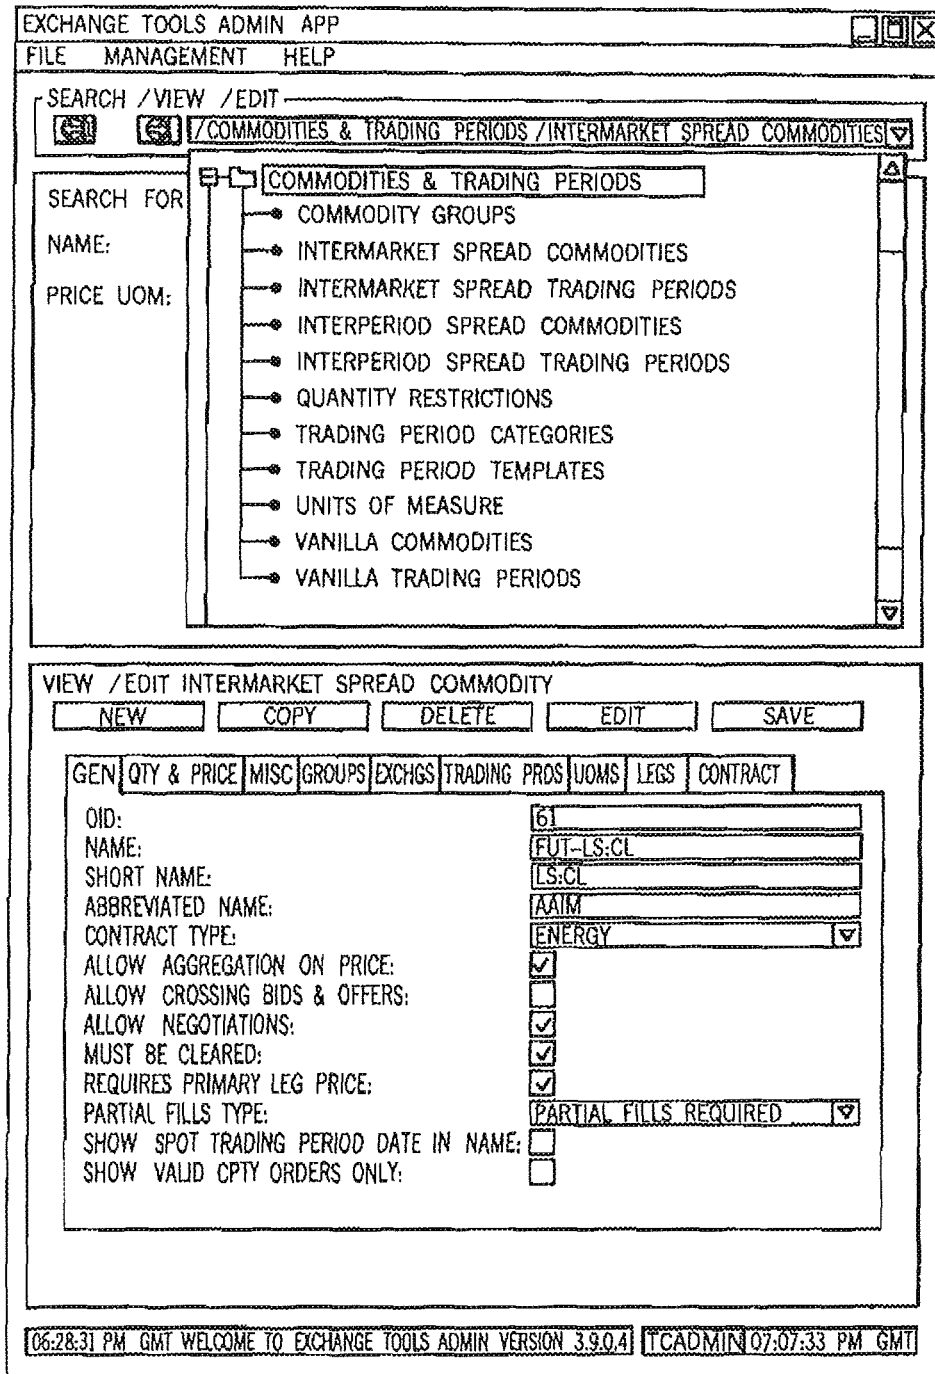 EXCHANGE TOOLS ADMIN APP
FILE MANAGEMENT HELP
SEARCH /VIEW /EDIT
/COMMODITIES & TRADING PERIODS /INTERMARKET SPREAD COMMODITIES
SEARCH FOR
NAME:
PRICE UOM:
COMMODITIES & TRADING PERIODS
COMMODITY GROUPS
INTERMARKET SPREAD COMMODITIES
INTERMARKET SPREAD TRADING PERIODS
INTERPERIOD SPREAD COMMODITIES
INTERPERIOD SPREAD TRADING PERIODS
QUANTITY RESTRICTIONS
TRADING PERIOD CATEGORIES
TRADING PERIOD TEMPLATES
UNITS OF MEASURE
VANILLA COMMODITIES
VANILLA TRADING PERIODS
VIEW /EDIT INTERMARKET SPREAD COMMODITY
NEW COPY DELETE EDIT SAVE
GEN QTY & PRICE MISC GROUPS EXCHGS TRADING PRDS UOMS LEGS CONTRACT
OID: 61
NAME: FUT-LS:CL
SHORT NAME: LS:CL
ABBREVIATED NAME: AAIM
CONTRACT TYPE: ENERGY
ALLOW AGGREGATION ON PRICE:
ALLOW CROSSING BIDS & OFFERS:
ALLOW NEGOTIATIONS:
MUST BE CLEARED:
REQUIRES PRIMARY LEG PRICE:
PARTIAL FILLS TYPE: PARTIAL FILLS REQUIRED
SHOW SPOT TRADING PERIOD DATE IN NAME:
SHOW VALID CPTY ORDERS ONLY:
06:28:31 PM GMT WELCOME TO EXCHANGE TOOLS ADMIN VERSION 3.9.0.4 TCADMIN 07:07:33 PM GMT